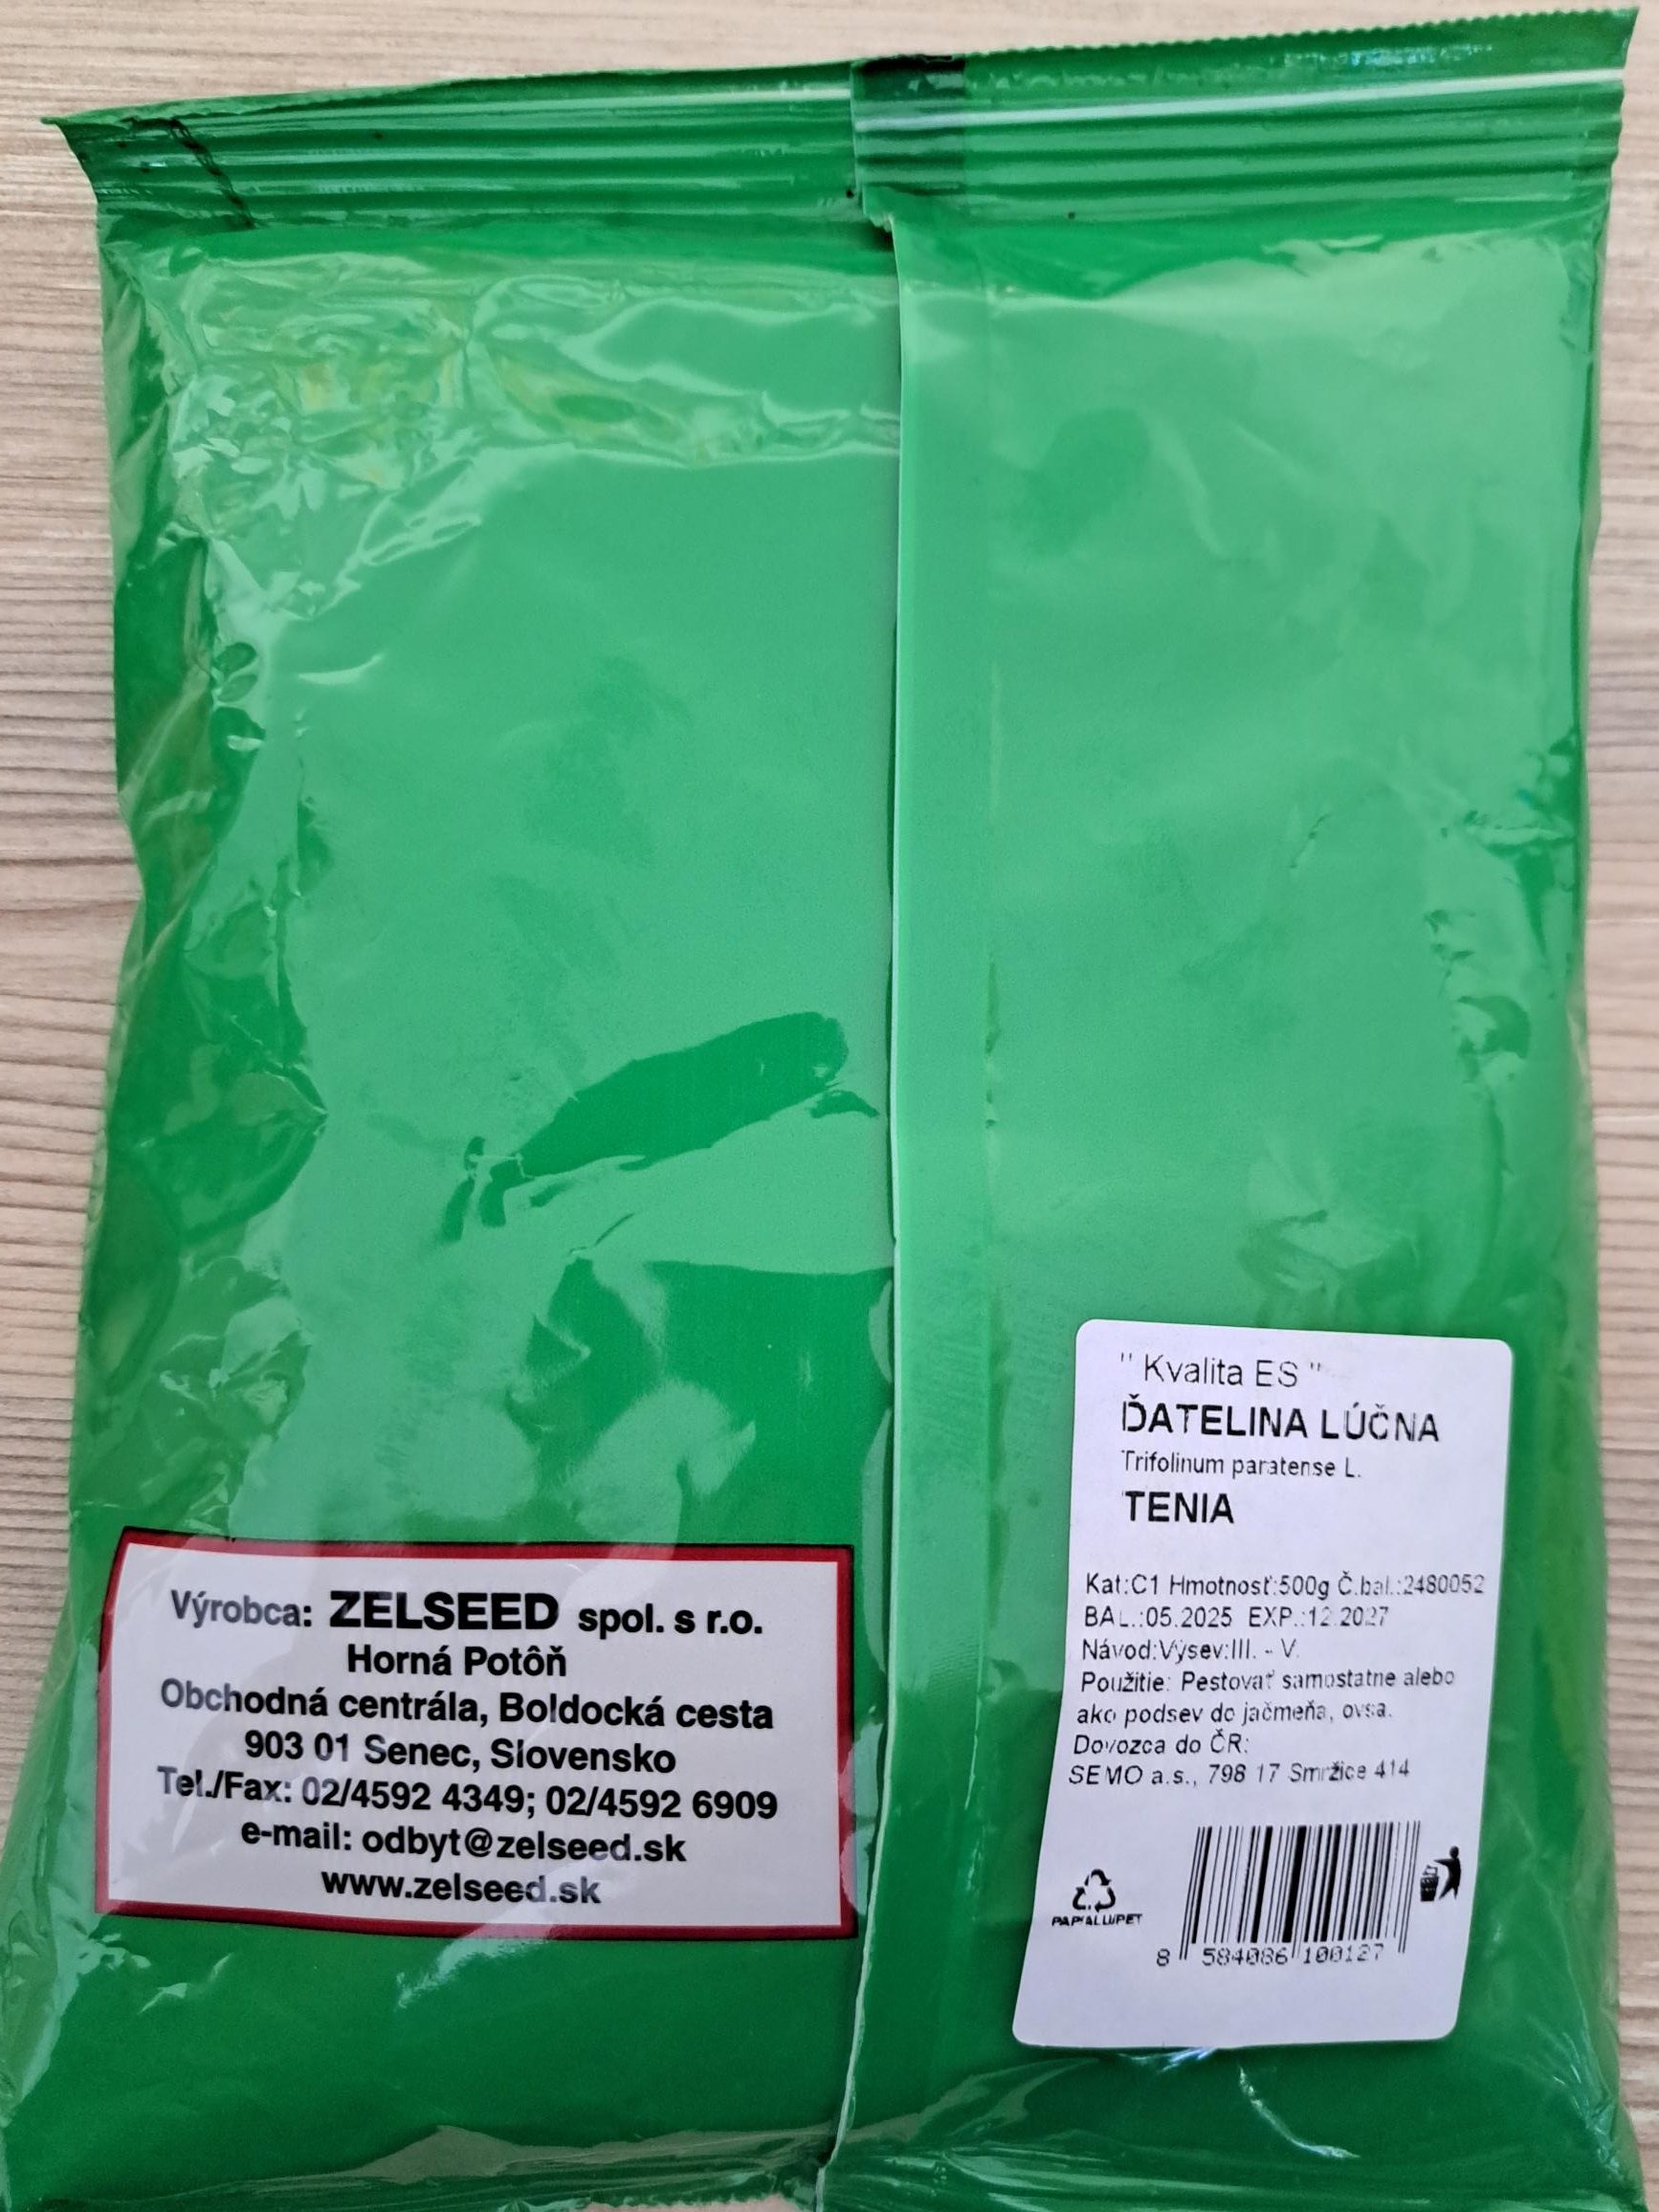 Výrobca: ZELSEED spol. s r.o.
Horná Potôň
Obchodná centrála, Boldocká cesta
903 01 Senec, Slovensko
Tel./Fax: 02/4592 4349; 02/4592 6909
e-mail: odbyt@zelseed.sk
www.zelseed.sk
" Kvalita ES "
ĎATELINA LÚČNA
Trifolinum paratense L.
TENIA
Kat:C1 Hmotnosť:500g Č.bal.:2480052
BAL.:05.2025 EXP.:12.2027
Návod:Výsev:III. - V.
Použitie: Pestovať samostatne alebo
ako podsev do jačmeňa, ovsa.
Dovozca do ČR:
SEMO a.s., 798 17 Smržice 414
PAP/ALU/PET
8 584086 100127